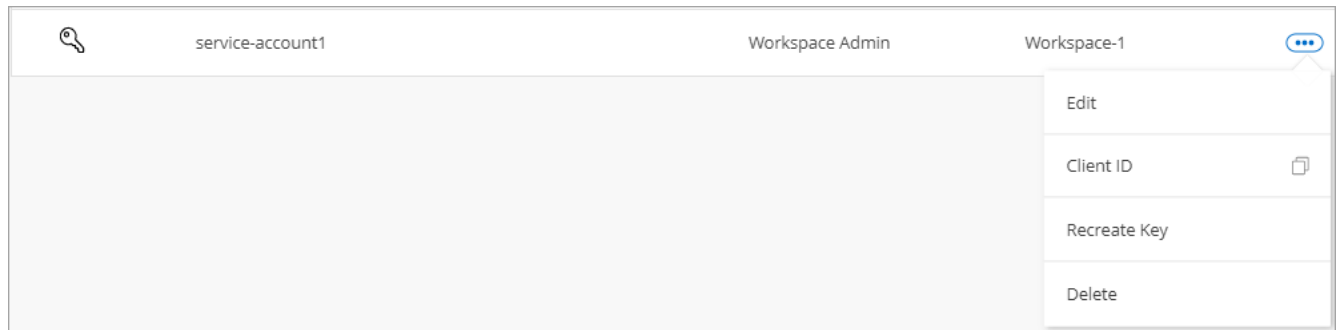 service-account1 Workspace Admin Workspace-1
Edit
Client ID
Recreate Key
Delete